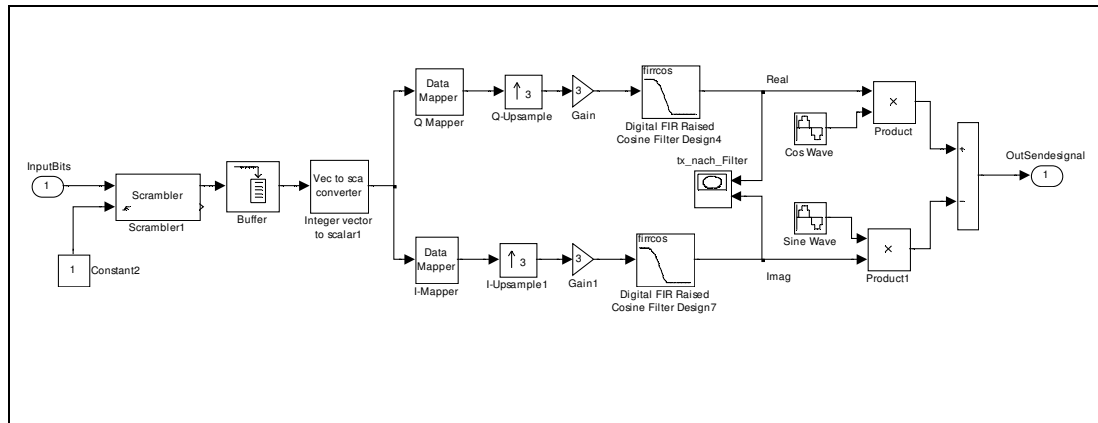 InputBits
1
Scrambler
Scrambler1
1
Constant2
Buffer
Vec to sca
converter
Integer vector
to scalar1
Data
Mapper
Q Mapper
3
Q-Upsample
3
Gain
firrcos
Digital FIR Raised
Cosine Filter Design4
Real
Cos Wave
×
Product
tx_nach_Filter
Data
Mapper
I-Mapper
3
I-Upsample1
3
Gain1
firrcos
Digital FIR Raised
Cosine Filter Design7
Imag
Sine Wave
×
Product1
+
−
OutSendesignal
1